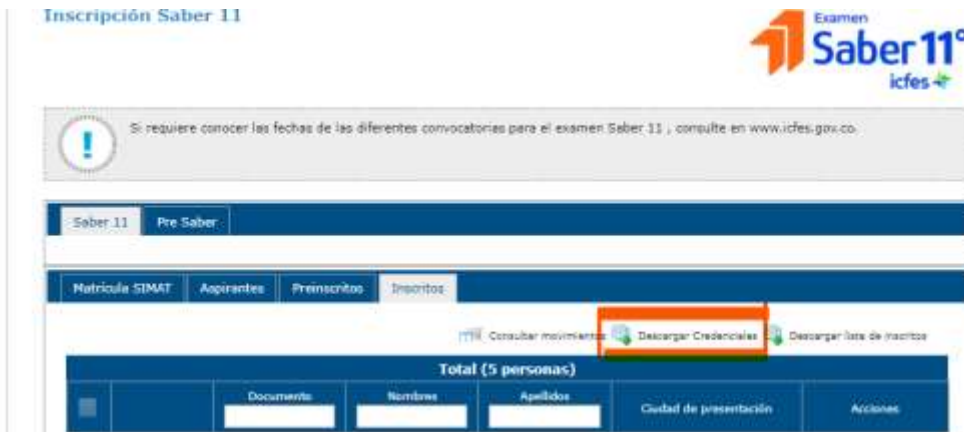 Inscripción Saber 11
Examen
Saber 11°
icfes
Si requiere conocer las fechas de las diferentes convocatorias para el examen Saber 11 , consulte en www.icfes.gov.co.
Saber 11 Pre Saber
Matricula SIMAT Aspirantes Preinscritos Inscritos
Consultar movimientos Descargar Credenciales Descargar lista de inscritos
Total (5 personas)
Documento Nombres Apellidos Ciudad de presentación Acciones